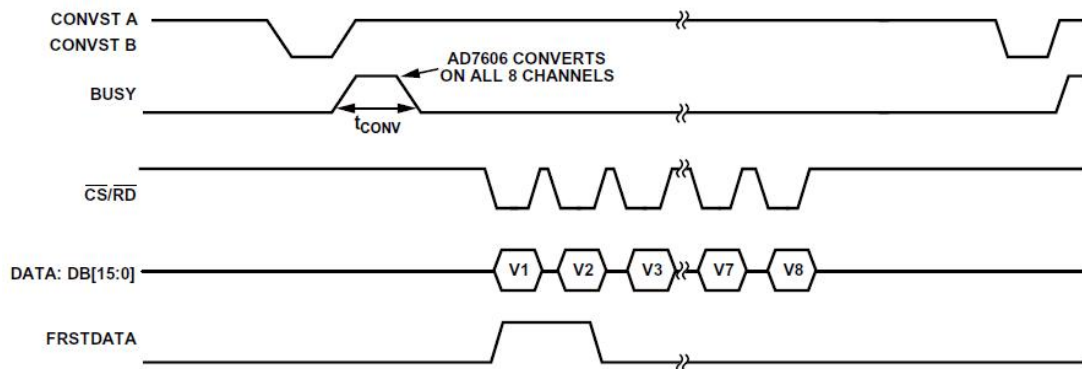 CONVST A
CONVST B
AD7606 CONVERTS
ON ALL 8 CHANNELS
BUSY
tCONV
CS/RD
DATA: DB[15:0]
V1 V2 V3 V7 V8
FRSTDATA